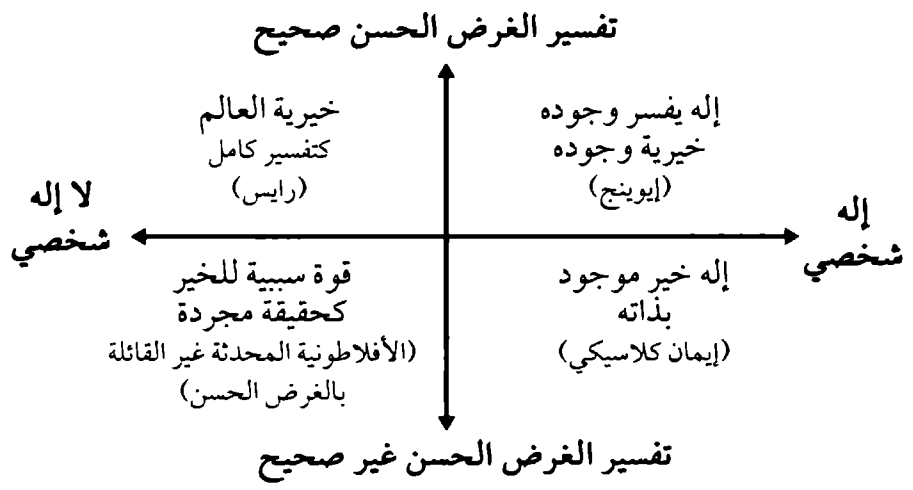 تفسير الغرض الحسن صحيح
إله يفسر وجوده
خيرية وجوده
(إيوينج)
خيرية العالم
كتفسير كامل
(رايس)
إله
شخصي
لا إله
شخصي
إله خير موجود
بذاته
(إيمان كلاسيكي)
قوة سببية للخير
كحقيقة مجردة
(الأفلاطونية المحدثة غير القائلة
بالغرض الحسن)
تفسير الغرض الحسن غير صحيح